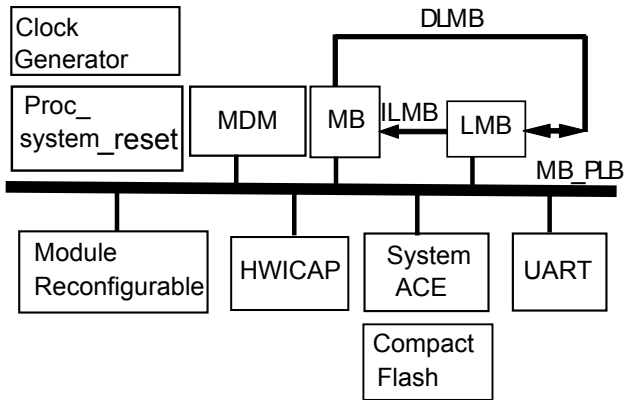 DLMB
Clock
Generator
Proc_
system_reset
MDM
MB
ILMB
LMB
MB_PLB
Module
Reconfigurable
HWICAP
System
ACE
UART
Compact
Flash